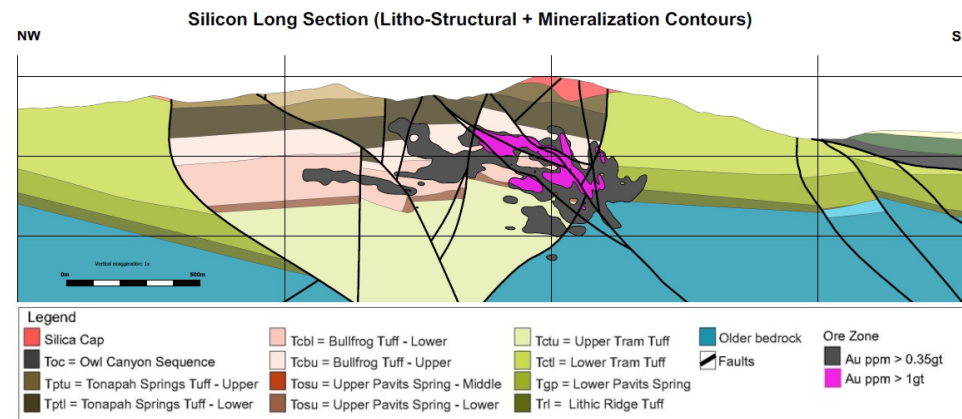 Silicon Long Section (Litho-Structural + Mineralization Contours)
NW
S
Vertical exaggeration: 1x
0m
500m
Legend
Silica Cap
Toc = Owl Canyon Sequence
Tptu = Tonapah Springs Tuff - Upper
Tptl = Tonapah Springs Tuff - Lower
Tcbl = Bullfrog Tuff - Lower
Tcbu = Bullfrog Tuff - Upper
Tosu = Upper Pavits Spring - Middle
Tosu = Upper Pavits Spring - Lower
Tctu = Upper Tram Tuff
Tctl = Lower Tram Tuff
Tgp = Lower Pavits Spring
Trl = Lithic Ridge Tuff
Older bedrock
Faults
Ore Zone
Au ppm > 0.35gt
Au ppm > 1gt